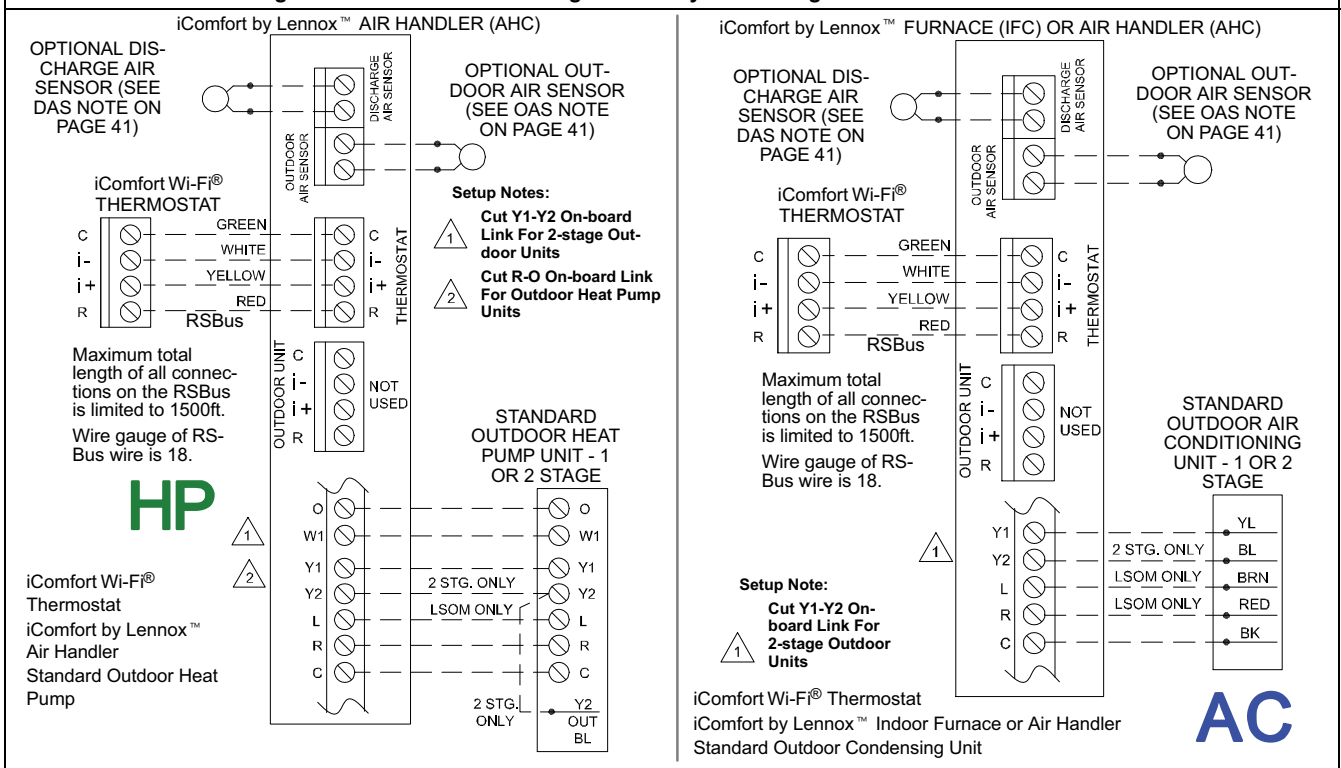 iComfort by Lennox™ AIR HANDLER (AHC)
OPTIONAL DIS-
CHARGE AIR
SENSOR (SEE
DAS NOTE ON
PAGE 41)
DISCHARGE
AIR SENSOR
OPTIONAL OUT-
DOOR AIR SENSOR
(SEE OAS NOTE
ON PAGE 41)
OUTDOOR
AIR SENSOR
iComfort Wi-Fi®
THERMOSTAT
C
i-
i+
R
GREEN
WHITE
YELLOW
RED
RSBus
C
i-
i+
R
THERMOSTAT
Setup Notes:
1
Cut Y1-Y2 On-board
Link For 2-stage Out-
door Units
2
Cut R-O On-board Link
For Outdoor Heat Pump
Units
Maximum total
length of all connec-
tions on the RSBus
is limited to 1500ft.
Wire gauge of RS-
Bus wire is 18.
OUTDOOR UNIT
C
i-
i+
R
NOT
USED
HP
STANDARD
OUTDOOR HEAT
PUMP UNIT - 1
OR 2 STAGE
1
2
O
W1
Y1
Y2
L
R
C
2 STG. ONLY
LSOM ONLY
O
W1
Y1
Y2
L
R
C
2 STG.
ONLY
Y2
OUT
BL
iComfort Wi-Fi®
Thermostat
iComfort by Lennox™
Air Handler
Standard Outdoor Heat
Pump
iComfort by Lennox™ FURNACE (IFC) OR AIR HANDLER (AHC)
OPTIONAL DIS-
CHARGE AIR
SENSOR (SEE
DAS NOTE ON
PAGE 41)
DISCHARGE
AIR SENSOR
OPTIONAL OUT-
DOOR AIR SENSOR
(SEE OAS NOTE
ON PAGE 41)
OUTDOOR
AIR SENSOR
iComfort Wi-Fi®
THERMOSTAT
C
i-
i+
R
GREEN
WHITE
YELLOW
RED
RSBus
C
i-
i+
R
THERMOSTAT
Maximum total
length of all connec-
tions on the RSBus
is limited to 1500ft.
Wire gauge of RS-
Bus wire is 18.
OUTDOOR UNIT
C
i-
i+
R
NOT
USED
STANDARD
OUTDOOR AIR
CONDITIONING
UNIT - 1 OR 2
STAGE
1
Y1
Y2
L
R
C
2 STG. ONLY
LSOM ONLY
LSOM ONLY
YL
BL
BRN
RED
BK
Setup Note:
1
Cut Y1-Y2 On-
board Link For
2-stage Outdoor
Units
iComfort Wi-Fi® Thermostat
iComfort by Lennox™ Indoor Furnace or Air Handler
Standard Outdoor Condensing Unit
AC